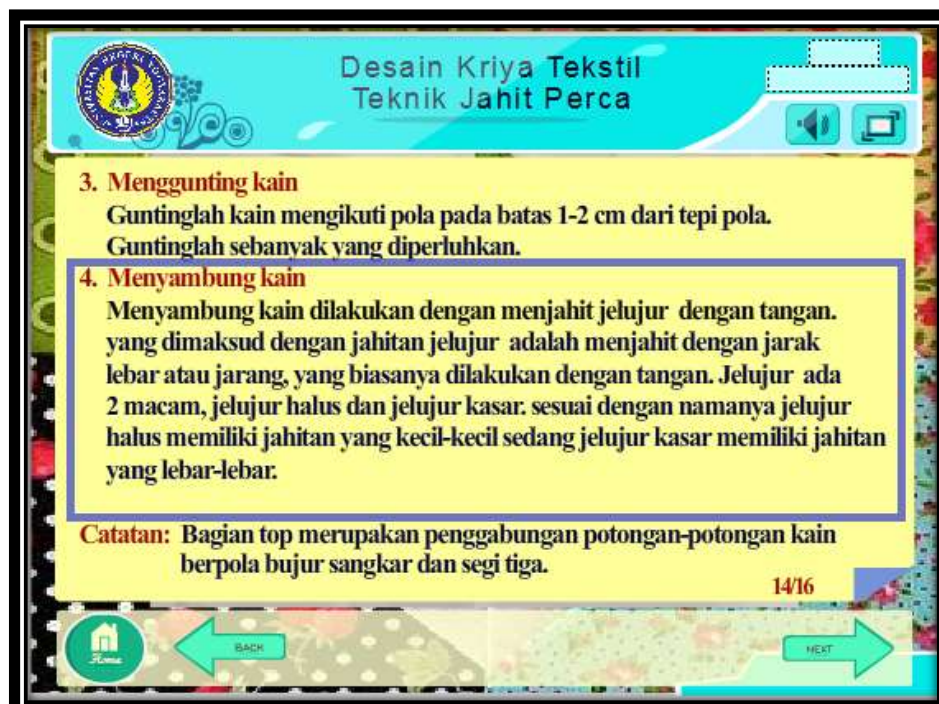 Desain Kriya Tekstil
Teknik Jahit Perca
3. Menggunting kain
Guntinglah kain mengikuti pola pada batas 1-2 cm dari tepi pola.
Guntinglah sebanyak yang diperluhkan.
4. Menyambung kain
Menyambung kain dilakukan dengan menjahit jelujur dengan tangan.
yang dimaksud dengan jahitan jelujur adalah menjahit dengan jarak
lebar atau jarang, yang biasanya dilakukan dengan tangan. Jelujur ada
2 macam, jelujur halus dan jelujur kasar. sesuai dengan namanya jelujur
halus memiliki jahitan yang kecil-kecil sedang jelujur kasar memiliki jahitan
yang lebar-lebar.
Catatan: Bagian top merupakan penggabungan potongan-potongan kain
berpola bujur sangkar dan segi tiga.
14/16
Home
BACK
NEXT